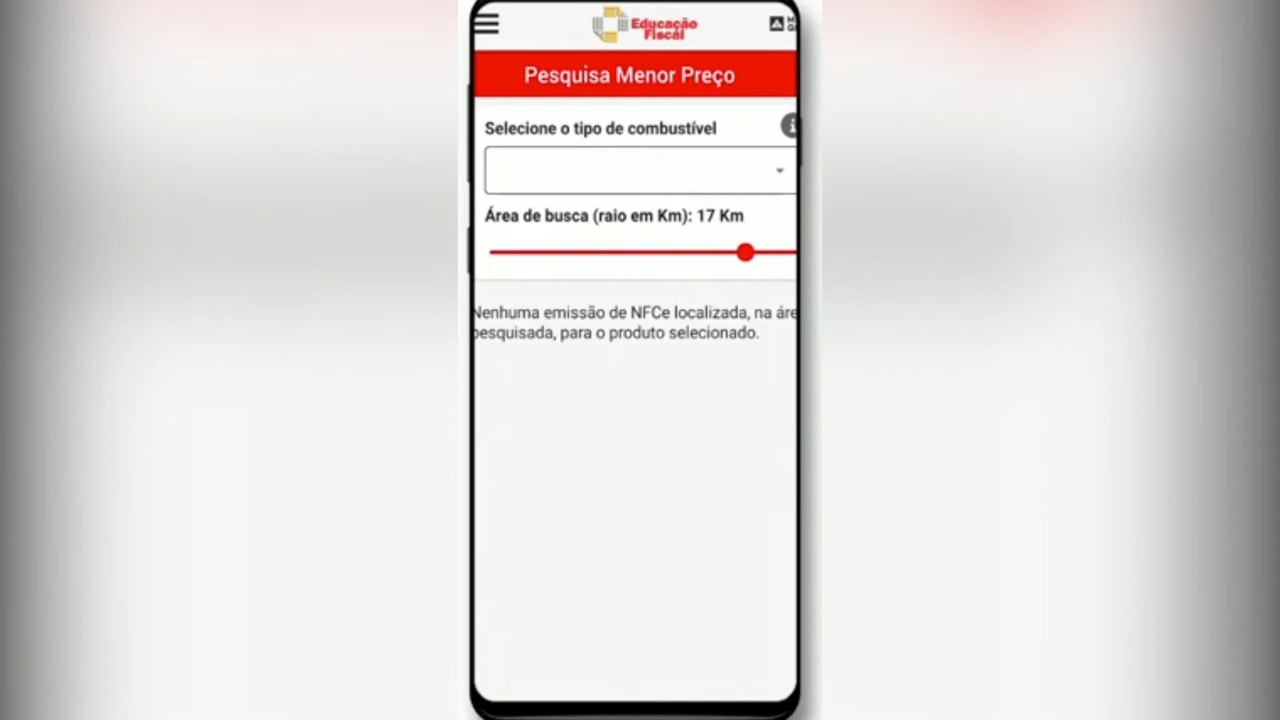 Educação
Fiscal
Pesquisa Menor Preço
Selecione o tipo de combustível
Área de busca (raio em Km): 17 Km
Nenhuma emissão de NFCe localizada, na áre
pesquisada, para o produto selecionado.